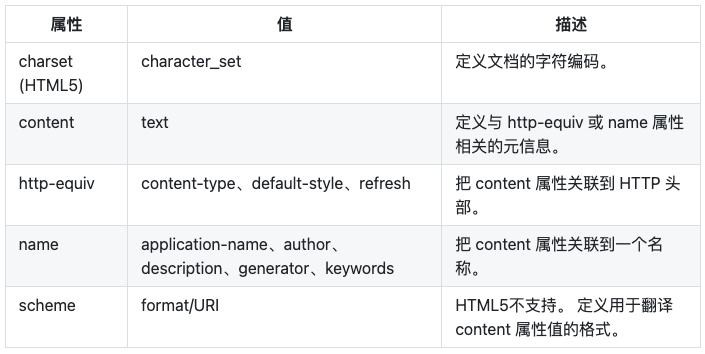 属性 值 描述
charset character_set 定义文档的字符编码。
(HTML5)
content text 定义与 http-equiv 或 name 属性
相关的元信息。
http-equiv content-type、default-style、refresh 把 content 属性关联到 HTTP 头
部。
name application-name、author、 把 content 属性关联到一个名
description、generator、keywords 称。
scheme format/URI HTML5不支持。 定义用于翻译
content 属性值的格式。